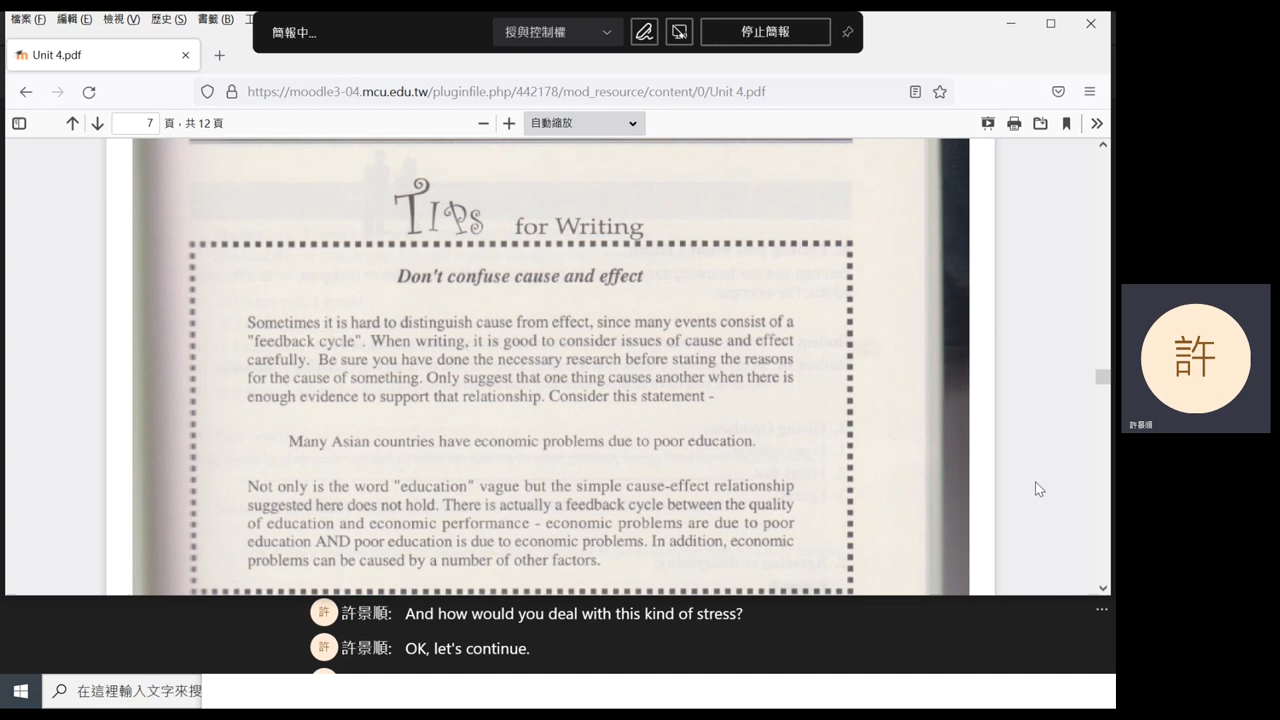 檔案 (F) 編輯 (E) 檢視 (V) 歷史 (S) 書籤 (B)
簡報中...
授與控制權
停止簡報
Unit 4.pdf
https://moodle3-04.mcu.edu.tw/pluginfile.php/442178/mod_resource/content/0/Unit 4.pdf
7 頁，共 12 頁
自動縮放
TIPS for Writing
Don't confuse cause and effect
Sometimes it is hard to distinguish cause from effect, since many events consist of a
"feedback cycle". When writing, it is good to consider issues of cause and effect
carefully. Be sure you have done the necessary research before stating the reasons
for the cause of something. Only suggest that one thing causes another when there is
enough evidence to support that relationship. Consider this statement -
Many Asian countries have economic problems due to poor education.
Not only is the word "education" vague but the simple cause-effect relationship
suggested here does not hold. There is actually a feedback cycle between the quality
of education and economic performance - economic problems are due to poor
education AND poor education is due to economic problems. In addition, economic
problems can be caused by a number of other factors.
許
許景順
許 許景順: And how would you deal with this kind of stress?
許 許景順: OK, let's continue.
在這裡輸入文字來搜